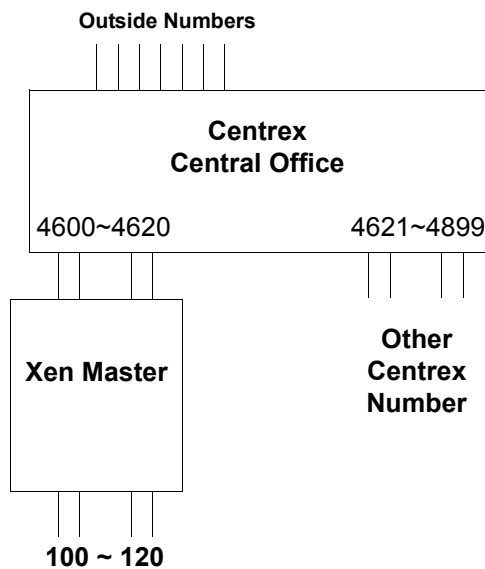 Outside Numbers
Centrex
Central Office
4600~4620
4621~4899
Xen Master
Other
Centrex
Number
100 ~ 120